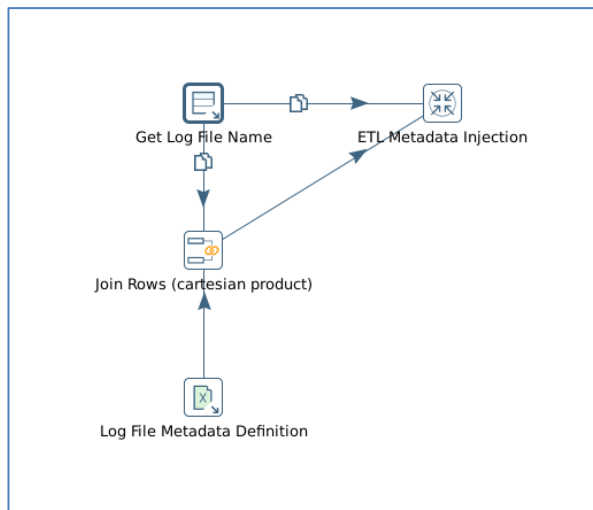 Get Log File Name
ETL Metadata Injection
Join Rows (cartesian product)
X
Log File Metadata Definition